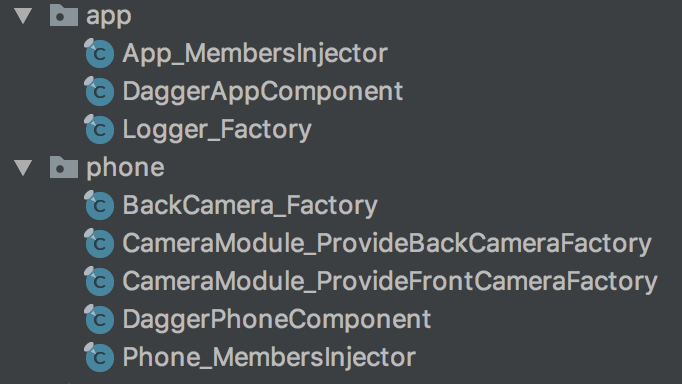 app
App_MembersInjector
DaggerAppComponent
Logger_Factory
phone
BackCamera_Factory
CameraModule_ProvideBackCameraFactory
CameraModule_ProvideFrontCameraFactory
DaggerPhoneComponent
Phone_MembersInjector